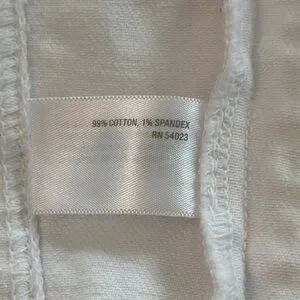 99% COTTON, 1% SPANDEX
RN 54023